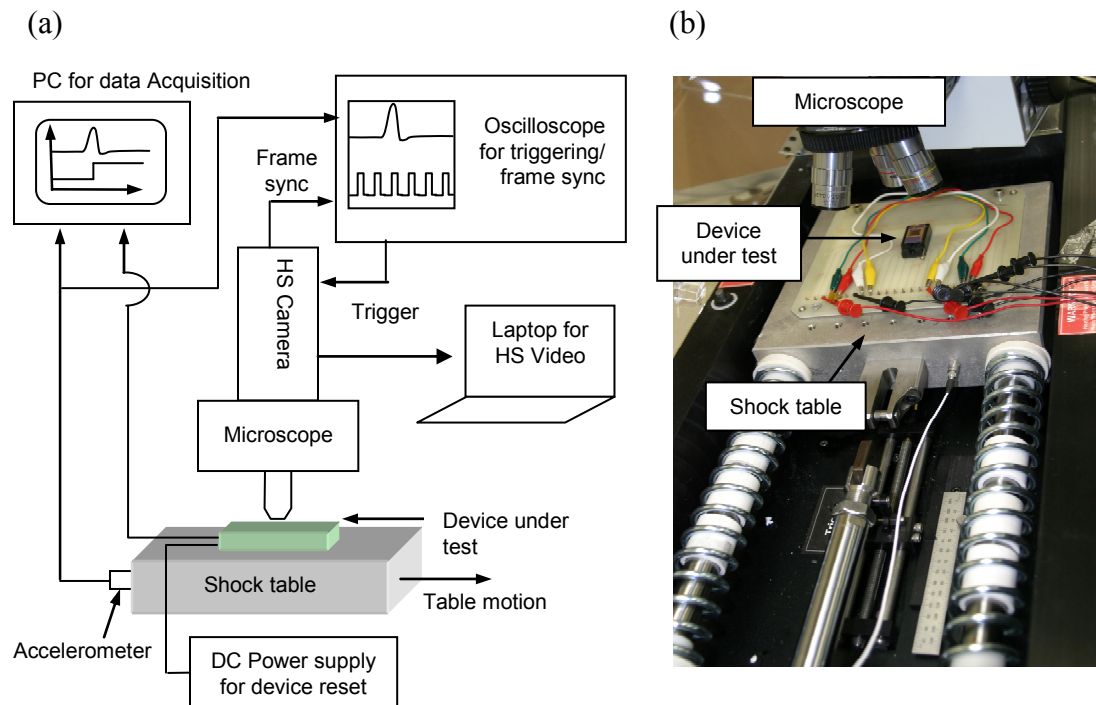 (a)
PC for data Acquisition
Oscilloscope
for triggering/
frame sync
Frame
sync
HS Camera
Trigger
Laptop for
HS Video
Microscope
Device under
test
Shock table
Table motion
Accelerometer
DC Power supply
for device reset
(b)
Microscope
Device
under test
Shock table